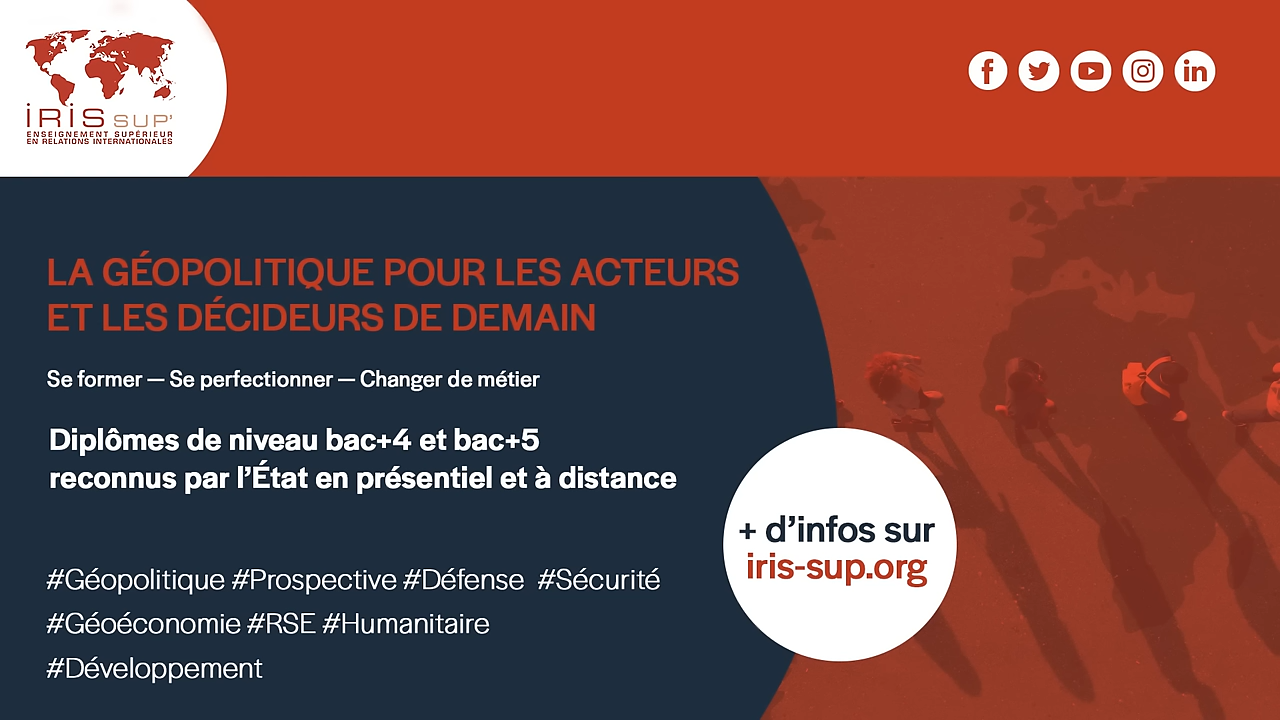 iRiS SUP'
ENSEIGNEMENT SUPÉRIEUR
EN RELATIONS INTERNATIONALES
LA GÉOPOLITIQUE POUR LES ACTEURS
ET LES DÉCIDEURS DE DEMAIN
Se former — Se perfectionner — Changer de métier
Diplômes de niveau bac+4 et bac+5
reconnus par l'État en présentiel et à distance
+ d'infos sur
iris-sup.org
#Géopolitique #Prospective #Défense #Sécurité
#Géoéconomie #RSE #Humanitaire
#Développement